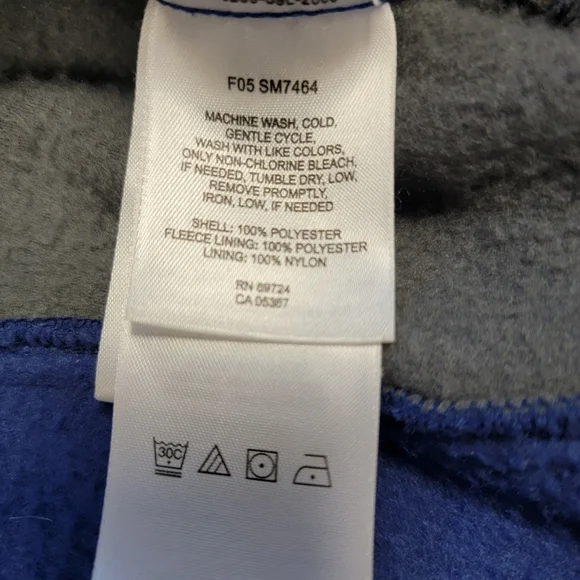 F05 SM7464
MACHINE WASH, COLD,
GENTLE CYCLE,
WASH WITH LIKE COLORS,
ONLY NON-CHLORINE BLEACH,
IF NEEDED, TUMBLE DRY, LOW,
REMOVE PROMPTLY,
IRON, LOW, IF NEEDED
SHELL: 100% POLYESTER
FLEECE LINING: 100% POLYESTER
LINING: 100% NYLON
RN 69724
CA 05367
30C